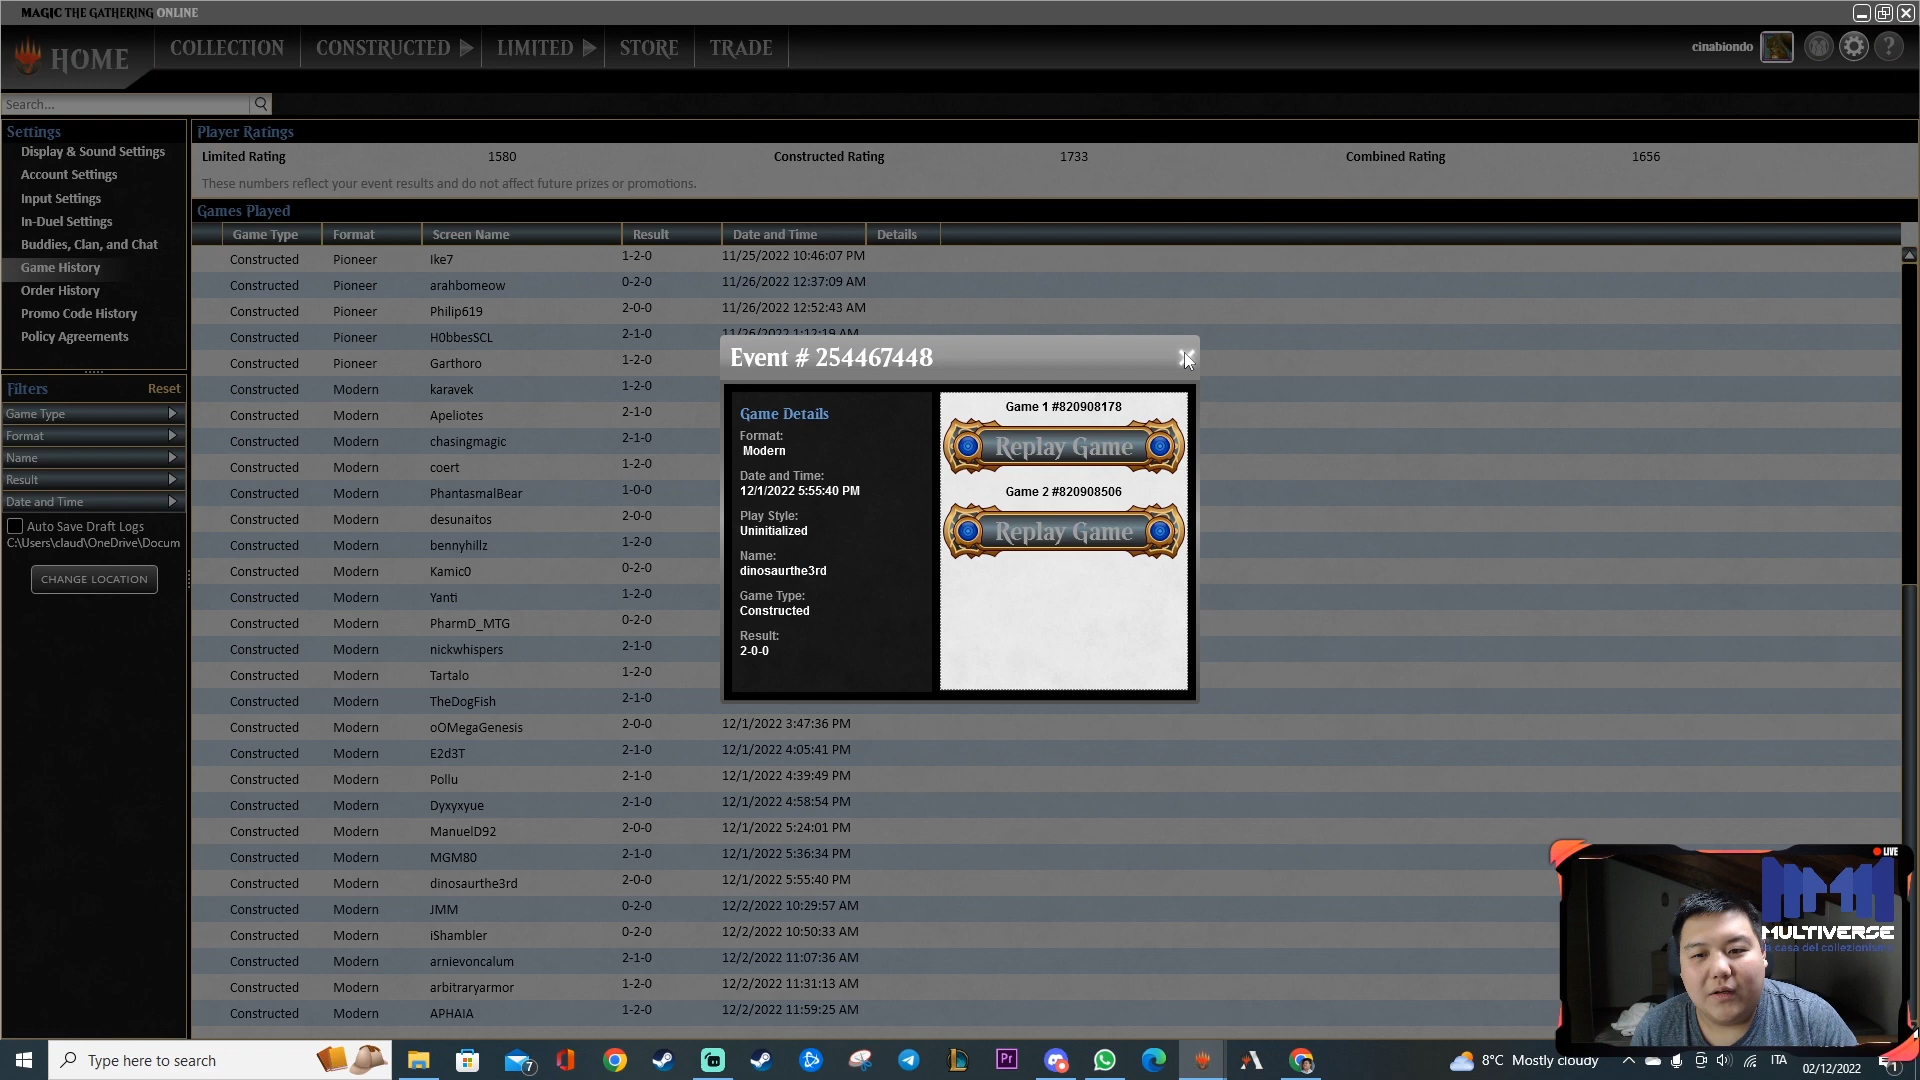 MAGIC THE GATHERING ONLINE
HOME
COLLECTION
CONSTRUCTED
LIMITED
STORE
TRADE
cinabiondo
?
Search...
Settings
Display & Sound Settings
Account Settings
Input Settings
In-Duel Settings
Buddies, Clan, and Chat
Game History
Order History
Promo Code History
Policy Agreements
Filters Reset
Game Type
Format
Name
Result
Date and Time
Auto Save Draft Logs
C:\Users\claud\OneDrive\Docum
CHANGE LOCATION
Player Ratings
Limited Rating 1580 Constructed Rating 1733 Combined Rating 1656
These numbers reflect your event results and do not affect future prizes or promotions.
Games Played
Game Type Format Screen Name Result Date and Time Details
Constructed Pioneer Ike7 1-2-0 11/25/2022 10:46:07 PM
Constructed Pioneer arahbomeow 0-2-0 11/26/2022 12:37:09 AM
Constructed Pioneer Philip619 2-0-0 11/26/2022 12:52:43 AM
Constructed Pioneer H0bbesSCL 2-1-0 11/26/2022 1:12:19 AM
Constructed Pioneer Garthoro 1-2-0
Constructed Modern karavek 1-2-0
Constructed Modern Apeliotes 2-1-0
Constructed Modern chasingmagic 2-1-0
Constructed Modern coert 1-2-0
Constructed Modern PhantasmalBear 1-0-0
Constructed Modern desunaitos 2-0-0
Constructed Modern bennyhillz 1-2-0
Constructed Modern Kamic0 0-2-0
Constructed Modern Yanti 1-2-0
Constructed Modern PharmD_MTG 0-2-0
Constructed Modern nickwhispers 2-1-0
Constructed Modern Tartalo 1-2-0
Constructed Modern TheDogFish 2-1-0
Constructed Modern oOMegaGenesis 2-0-0 12/1/2022 3:47:36 PM
Constructed Modern E2d3T 2-1-0 12/1/2022 4:05:41 PM
Constructed Modern Pollu 2-1-0 12/1/2022 4:39:49 PM
Constructed Modern Dyxyxyue 2-1-0 12/1/2022 4:58:54 PM
Constructed Modern ManuelD92 2-0-0 12/1/2022 5:24:01 PM
Constructed Modern MGM80 2-1-0 12/1/2022 5:36:34 PM
Constructed Modern dinosaurthe3rd 2-0-0 12/1/2022 5:55:40 PM
Constructed Modern JMM 0-2-0 12/2/2022 10:29:57 AM
Constructed Modern iShambler 0-2-0 12/2/2022 10:50:33 AM
Constructed Modern arnievoncalum 2-1-0 12/2/2022 11:07:36 AM
Constructed Modern arbitraryarmor 1-2-0 12/2/2022 11:31:13 AM
Constructed Modern APHAIA 1-2-0 12/2/2022 11:59:25 AM
Event # 254467448
Game Details
Format:
Modern
Date and Time:
12/1/2022 5:55:40 PM
Play Style:
Uninitialized
Name:
dinosaurthe3rd
Game Type:
Constructed
Result:
2-0-0
Game 1 #820908178
Replay Game
Game 2 #820908506
Replay Game
LIVE
MULTIVERSE
la casa del collezionista
Type here to search
7
Pr
8°C Mostly cloudy
ITA
02/12/2022
1